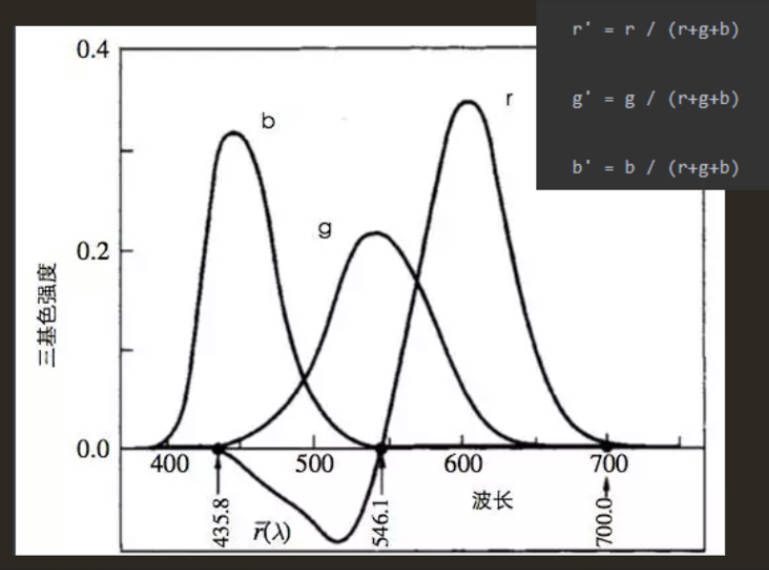 r' = r / (r+g+b)
g' = g / (r+g+b)
b' = b / (r+g+b)
0.4
0.2
0.0
三基色强度
b
g
r
400
500
600
700
435.8
r̅(λ)
546.1
波长
700.0